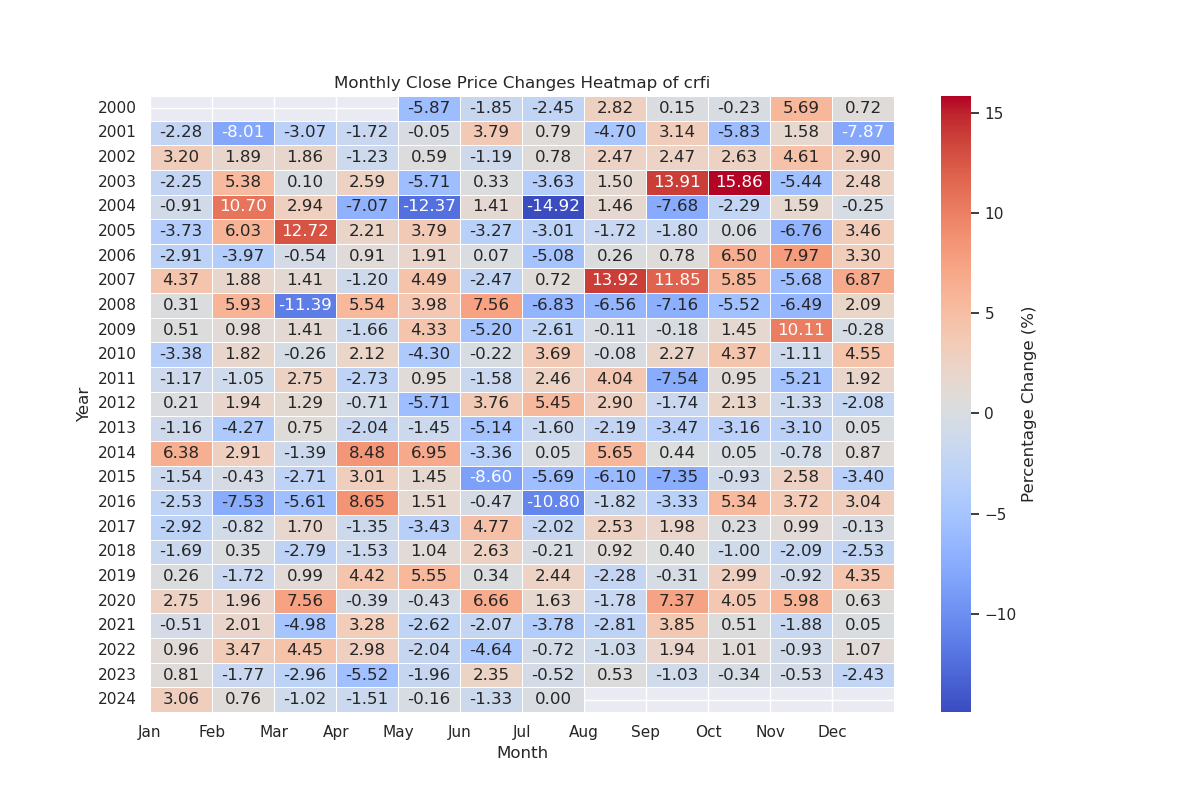 Monthly Close Price Changes Heatmap of crfi
2000 -5.87 -1.85 -2.45 2.82 0.15 -0.23 5.69 0.72
2001 -2.28 -8.01 -3.07 -1.72 -0.05 3.79 0.79 -4.70 3.14 -5.83 1.58 -7.87
2002 3.20 1.89 1.86 -1.23 0.59 -1.19 0.78 2.47 2.47 2.63 4.61 2.90
2003 -2.25 5.38 0.10 2.59 -5.71 0.33 -3.63 1.50 13.91 15.86 -5.44 2.48
2004 -0.91 10.70 2.94 -7.07 -12.37 1.41 -14.92 1.46 -7.68 -2.29 1.59 -0.25
2005 -3.73 6.03 12.72 2.21 3.79 -3.27 -3.01 -1.72 -1.80 0.06 -6.76 3.46
2006 -2.91 -3.97 -0.54 0.91 1.91 0.07 -5.08 0.26 0.78 6.50 7.97 3.30
2007 4.37 1.88 1.41 -1.20 4.49 -2.47 0.72 13.92 11.85 5.85 -5.68 6.87
2008 0.31 5.93 -11.39 5.54 3.98 7.56 -6.83 -6.56 -7.16 -5.52 -6.49 2.09
2009 0.51 0.98 1.41 -1.66 4.33 -5.20 -2.61 -0.11 -0.18 1.45 10.11 -0.28
2010 -3.38 1.82 -0.26 2.12 -4.30 -0.22 3.69 -0.08 2.27 4.37 -1.11 4.55
2011 -1.17 -1.05 2.75 -2.73 0.95 -1.58 2.46 4.04 -7.54 0.95 -5.21 1.92
2012 0.21 1.94 1.29 -0.71 -5.71 3.76 5.45 2.90 -1.74 2.13 -1.33 -2.08
2013 -1.16 -4.27 0.75 -2.04 -1.45 -5.14 -1.60 -2.19 -3.47 -3.16 -3.10 0.05
2014 6.38 2.91 -1.39 8.48 6.95 -3.36 0.05 5.65 0.44 0.05 -0.78 0.87
2015 -1.54 -0.43 -2.71 3.01 1.45 -8.60 -5.69 -6.10 -7.35 -0.93 2.58 -3.40
2016 -2.53 -7.53 -5.61 8.65 1.51 -0.47 -10.80 -1.82 -3.33 5.34 3.72 3.04
2017 -2.92 -0.82 1.70 -1.35 -3.43 4.77 -2.02 2.53 1.98 0.23 0.99 -0.13
2018 -1.69 0.35 -2.79 -1.53 1.04 2.63 -0.21 0.92 0.40 -1.00 -2.09 -2.53
2019 0.26 -1.72 0.99 4.42 5.55 0.34 2.44 -2.28 -0.31 2.99 -0.92 4.35
2020 2.75 1.96 7.56 -0.39 -0.43 6.66 1.63 -1.78 7.37 4.05 5.98 0.63
2021 -0.51 2.01 -4.98 3.28 -2.62 -2.07 -3.78 -2.81 3.85 0.51 -1.88 0.05
2022 0.96 3.47 4.45 2.98 -2.04 -4.64 -0.72 -1.03 1.94 1.01 -0.93 1.07
2023 0.81 -1.77 -2.96 -5.52 -1.96 2.35 -0.52 0.53 -1.03 -0.34 -0.53 -2.43
2024 3.06 0.76 -1.02 -1.51 -0.16 -1.33 0.00
Jan Feb Mar Apr May Jun Jul Aug Sep Oct Nov Dec
Month
Year
15
10
5
0
−5
−10
Percentage Change (%)